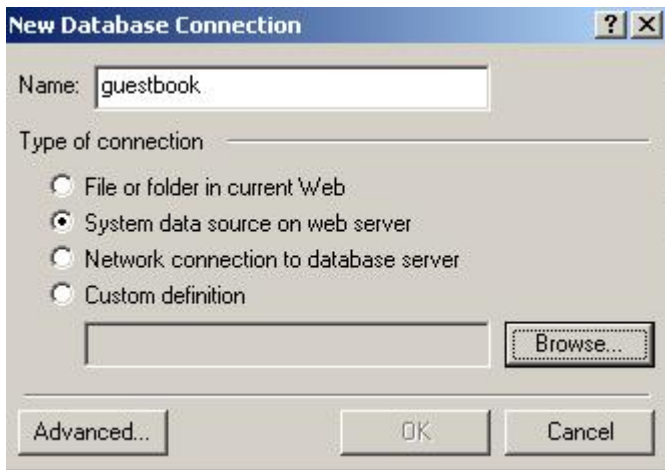 New Database Connection
Name: guestbook
Type of connection
File or folder in current Web
System data source on web server
Network connection to database server
Custom definition
Browse...
Advanced... OK Cancel